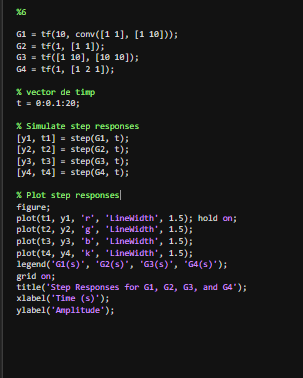 %6
G1 = tf(10, conv([1 1], [1 10]));
G2 = tf(1, [1 1]);
G3 = tf([1 10], [10 10]);
G4 = tf(1, [1 2 1]);
% vector de timp
t = 0:0.1:20;
% Simulate step responses
[y1, t1] = step(G1, t);
[y2, t2] = step(G2, t);
[y3, t3] = step(G3, t);
[y4, t4] = step(G4, t);
% Plot step responses
figure;
plot(t1, y1, 'r', 'LineWidth', 1.5); hold on;
plot(t2, y2, 'g', 'LineWidth', 1.5);
plot(t3, y3, 'b', 'LineWidth', 1.5);
plot(t4, y4, 'k', 'LineWidth', 1.5);
legend('G1(s)', 'G2(s)', 'G3(s)', 'G4(s)');
grid on;
title('Step Responses for G1, G2, G3, and G4');
xlabel('Time (s)');
ylabel('Amplitude');